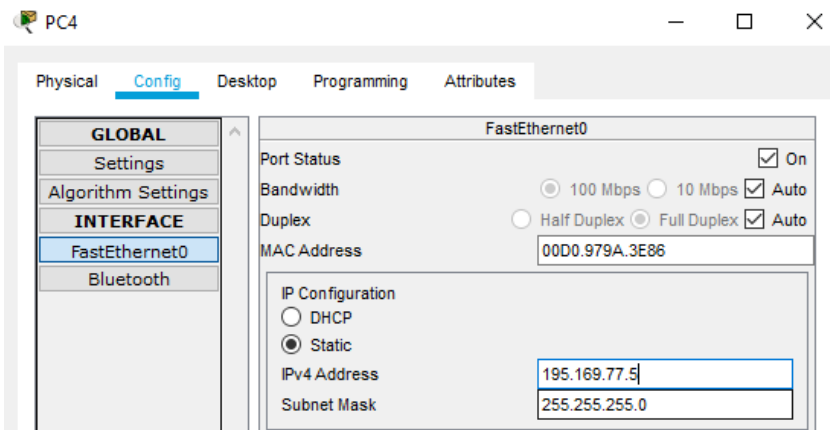 PC4
Physical Config Desktop Programming Attributes
GLOBAL
Settings
Algorithm Settings
INTERFACE
FastEthernet0
Bluetooth
FastEthernet0
Port Status On
Bandwidth 100 Mbps 10 Mbps Auto
Duplex Half Duplex Full Duplex Auto
MAC Address 00D0.979A.3E86
IP Configuration
DHCP
Static
IPv4 Address 195.169.77.5
Subnet Mask 255.255.255.0